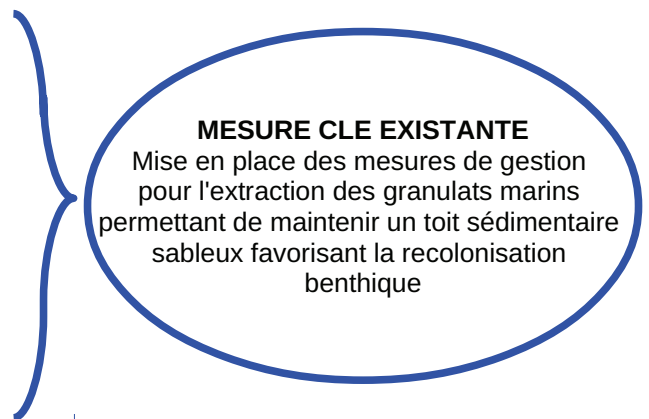 MESURE CLE EXISTANTE
Mise en place des mesures de gestion
pour l'extraction des granulats marins
permettant de maintenir un toit sédimentaire
sableux favorisant la recolonisation
benthique